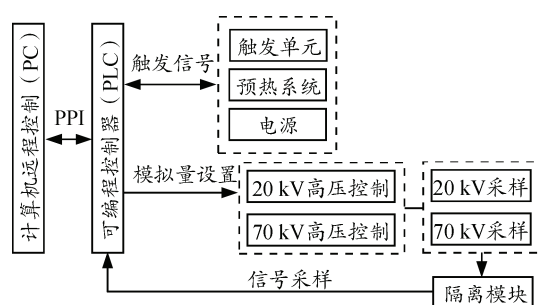 计算机远程控制（PC）
PPI
可编程控制器（PLC）
触发信号
触发单元
预热系统
电源
模拟量设置
20 kV高压控制
70 kV高压控制
20 kV采样
70 kV采样
信号采样
隔离模块